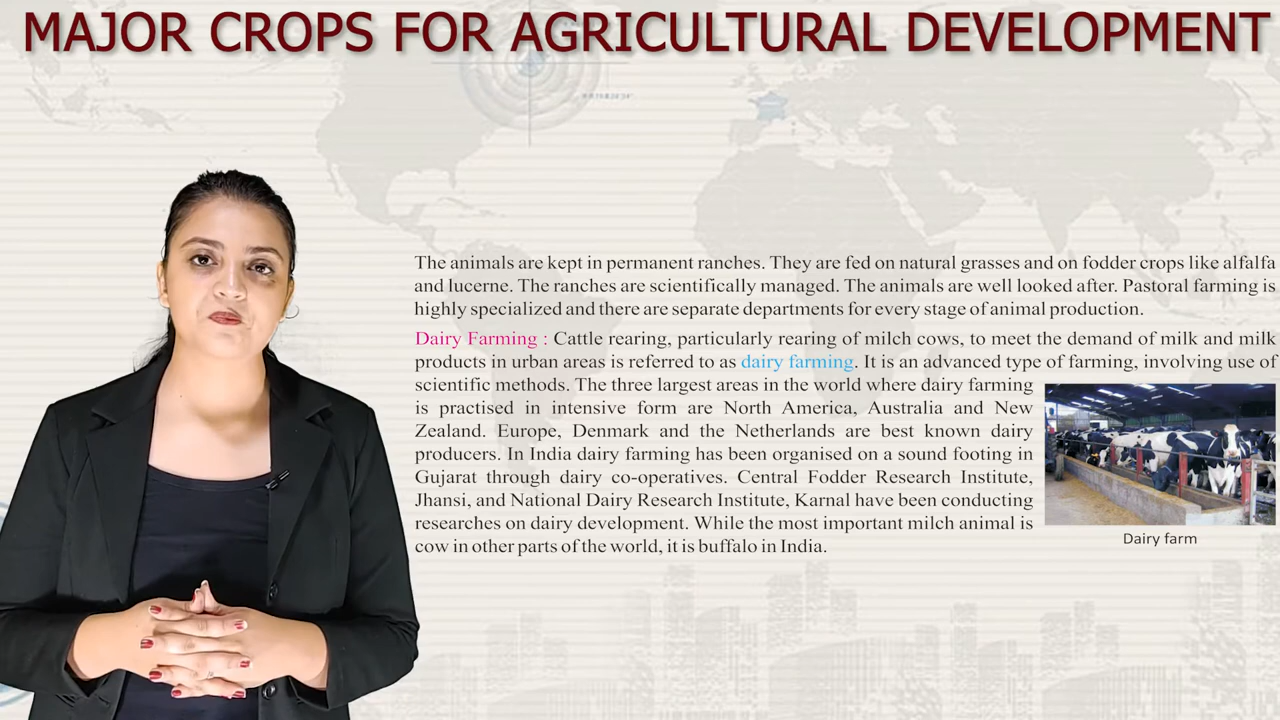 MAJOR CROPS FOR AGRICULTURAL DEVELOPMENT
The animals are kept in permanent ranches. They are fed on natural grasses and on fodder crops like alfalfa
and lucerne. The ranches are scientifically managed. The animals are well looked after. Pastoral farming is
highly specialized and there are separate departments for every stage of animal production.
Dairy Farming : Cattle rearing, particularly rearing of milch cows, to meet the demand of milk and milk
products in urban areas is referred to as dairy farming. It is an advanced type of farming, involving use of
scientific methods. The three largest areas in the world where dairy farming
is practised in intensive form are North America, Australia and New
Zealand. Europe, Denmark and the Netherlands are best known dairy
producers. In India dairy farming has been organised on a sound footing in
Gujarat through dairy co-operatives. Central Fodder Research Institute,
Jhansi, and National Dairy Research Institute, Karnal have been conducting
researches on dairy development. While the most important milch animal is
cow in other parts of the world, it is buffalo in India.
Dairy farm